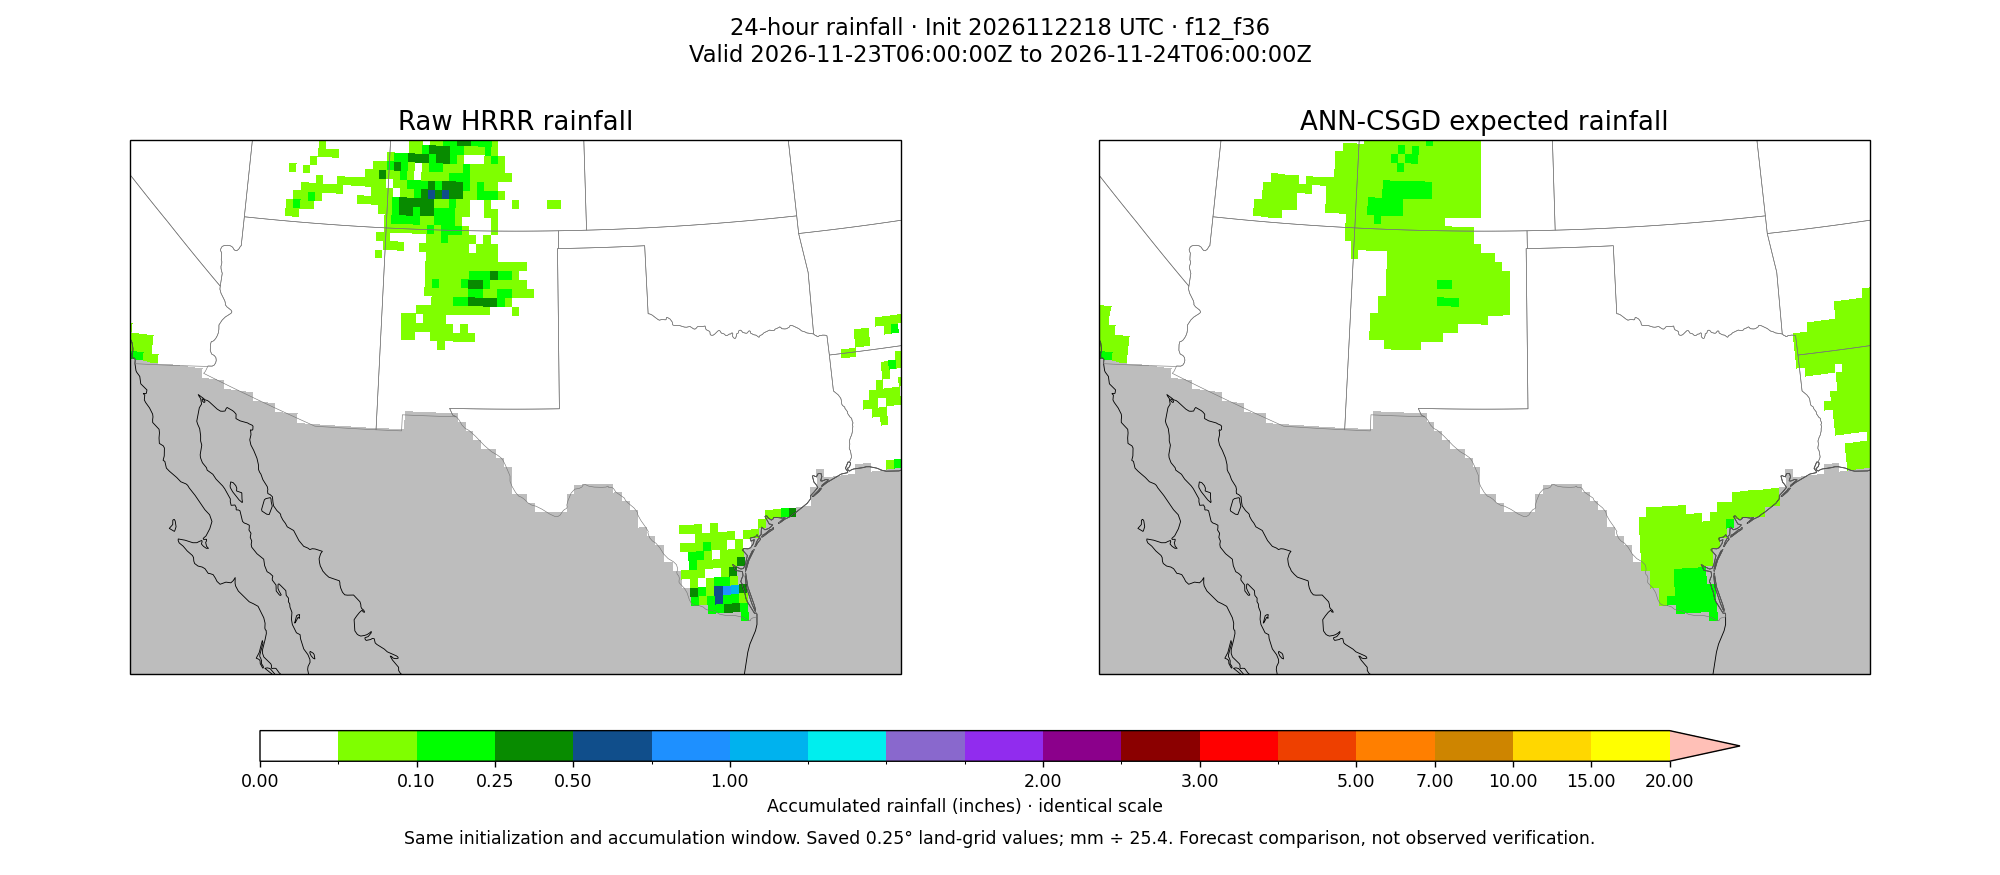 24-hour rainfall · Init 2026112218 UTC · f12_f36
Valid 2026-11-23T06:00:00Z to 2026-11-24T06:00:00Z
Raw HRRR rainfall
ANN-CSGD expected rainfall
0.00 0.10 0.25 0.50 1.00 2.00 3.00 5.00 7.00 10.00 15.00 20.00
Accumulated rainfall (inches) · identical scale
Same initialization and accumulation window. Saved 0.25° land-grid values; mm ÷ 25.4. Forecast comparison, not observed verification.